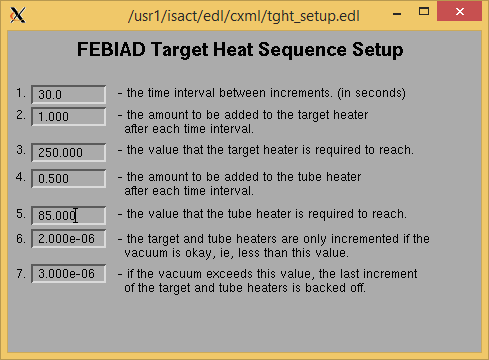 /usr1/isact/edl/cxml/tght_setup.edl
FEBIAD Target Heat Sequence Setup
1. 30.0 - the time interval between increments. (in seconds)
2. 1.000 - the amount to be added to the target heater
after each time interval.
3. 250.000 - the value that the target heater is required to reach.
4. 0.500 - the amount to be added to the tube heater
after each time interval.
5. 85.000 - the value that the tube heater is required to reach.
6. 2.000e-06 - the target and tube heaters are only incremented if the
vacuum is okay, ie, less than this value.
7. 3.000e-06 - if the vacuum exceeds this value, the last increment
of the target and tube heaters is backed off.